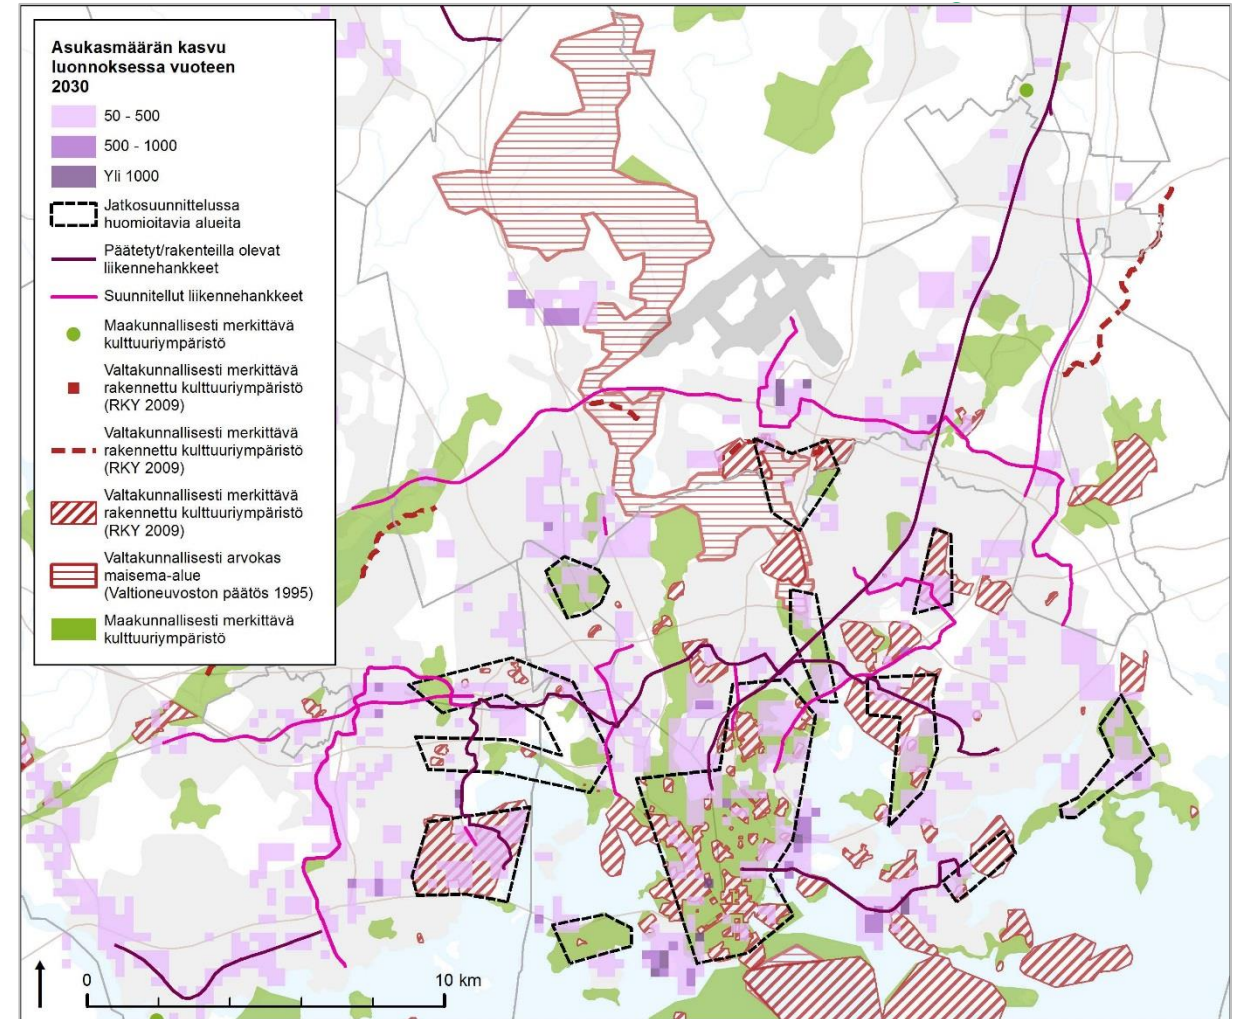 Asukasmäärän kasvu
luonnoksessa vuoteen
2030
50 - 500
500 - 1000
Yli 1000
Jatkosuunnittelussa
huomioitavia alueita
Päätetyt/rakenteilla olevat
liikennehankkeet
Suunnitellut liikennehankkeet
Maakunnallisesti merkittävä
kulttuuriympäristö
Valtakunnallisesti merkittävä
rakennettu kulttuuriympäristö
(RKY 2009)
Valtakunnallisesti merkittävä
rakennettu kulttuuriympäristö
(RKY 2009)
Valtakunnallisesti merkittävä
rakennettu kulttuuriympäristö
(RKY 2009)
Valtakunnallisesti arvokas
maisema-alue
(Valtioneuvoston päätös 1995)
Maakunnallisesti merkittävä
kulttuuriympäristö
0
10 km